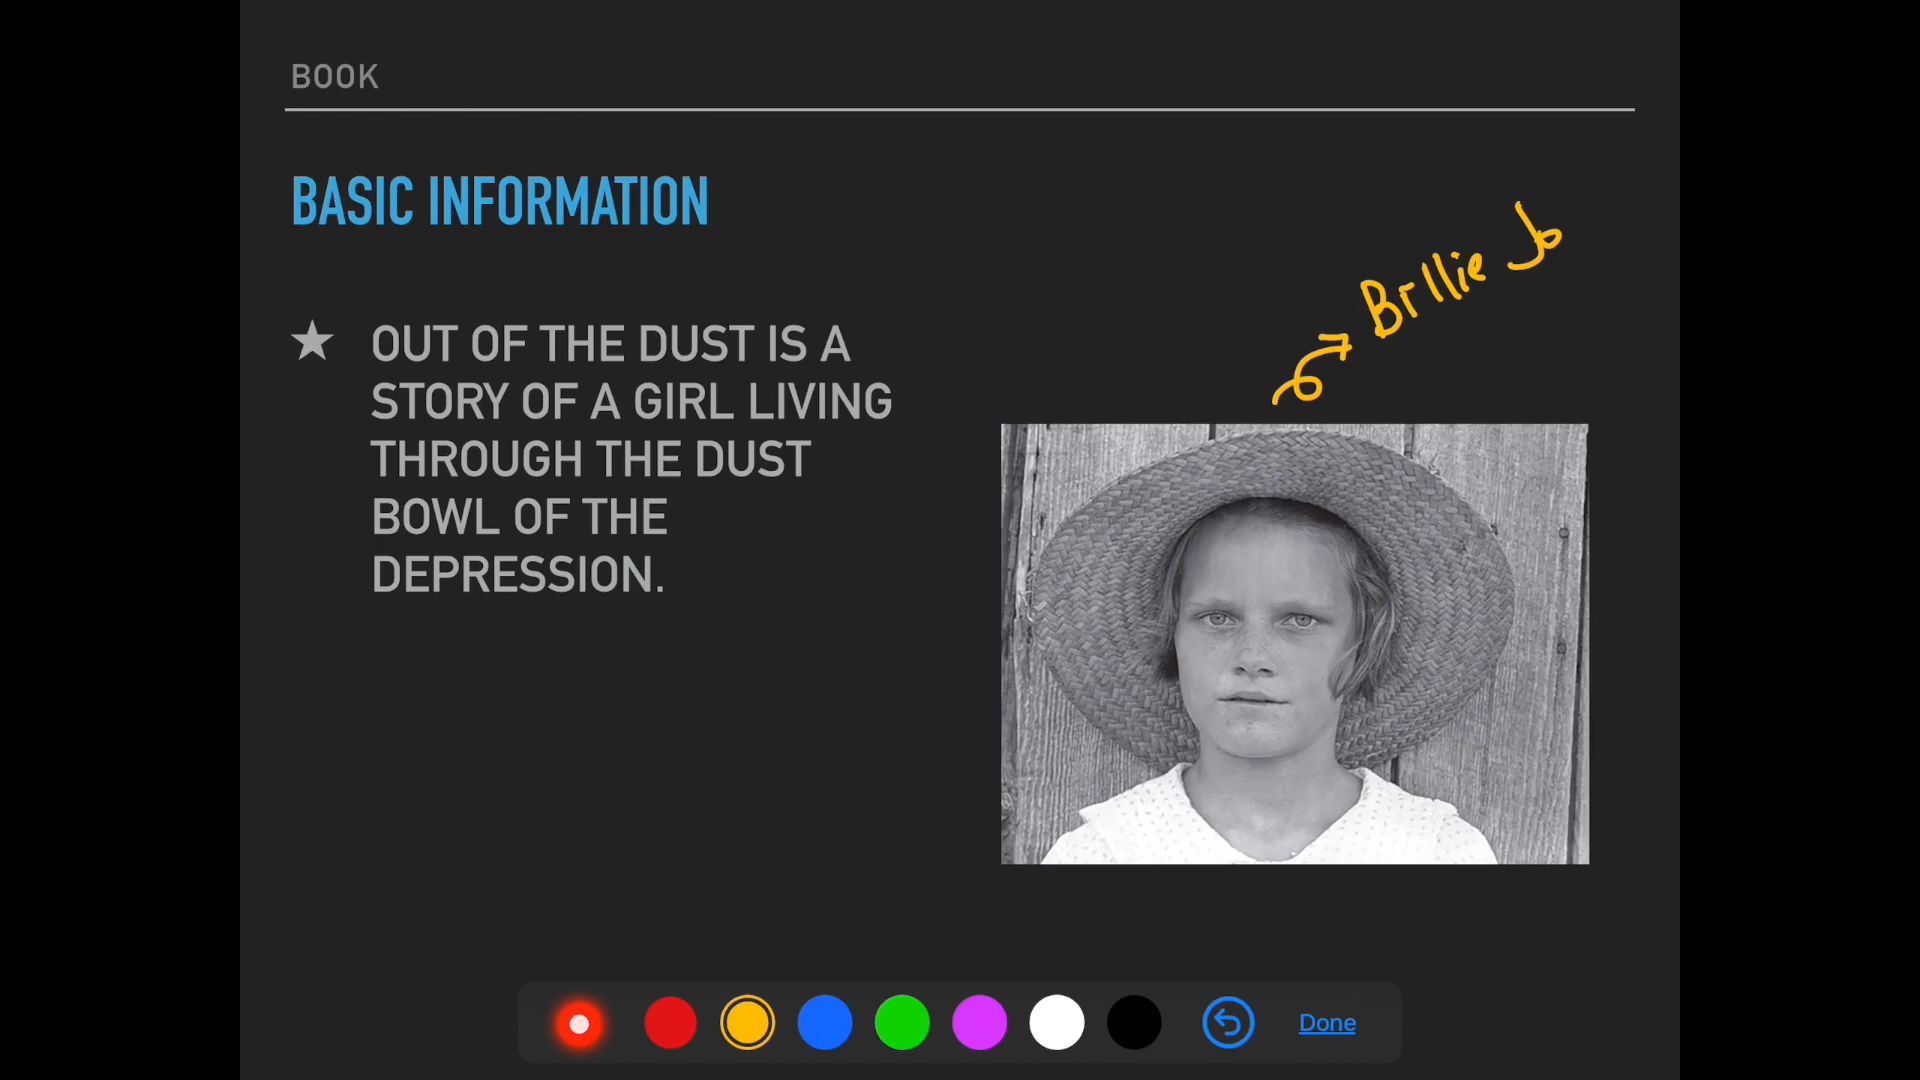 BOOK
BASIC INFORMATION
★ OUT OF THE DUST IS A
STORY OF A GIRL LIVING
THROUGH THE DUST
BOWL OF THE
DEPRESSION.
Billie Jo
Done